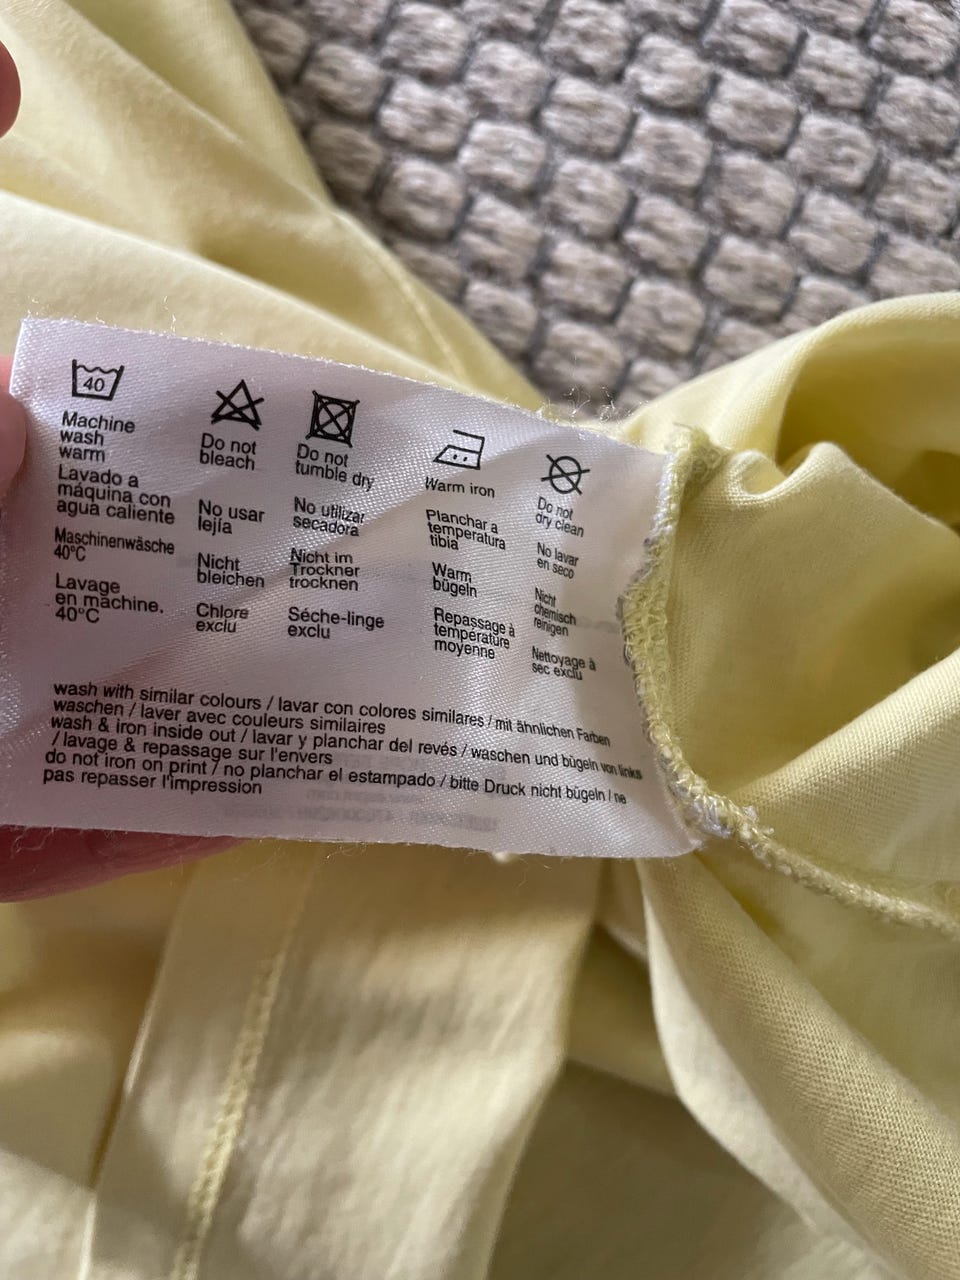 40
Machine
wash
warm
Lavado a
máquina con
agua caliente
Maschinenwäsche
40°C
Lavage
en machine.
40°C
Do not
bleach
No usar
lejía
Nicht
bleichen
Chlore
exclu
Do not
tumble dry
No utilizar
secadora
Nicht im
Trockner
trocknen
Séche-linge
exclu
Warm iron
Planchar a
temperatura
tibia
Warm
bügeln
Repassage à
température
moyenne
Do not
dry clean
No lavar
en seco
Nicht
chemisch
reinigen
Nettoyage à
sec exclu
wash with similar colours / lavar con colores similares / mit ähnlichen Farben
waschen / laver avec couleurs similaires
wash & iron inside out / lavar y planchar del revés / waschen und bügeln von links
/ lavage & repassage sur l'envers
do not iron on print / no planchar el estampado / bitte Druck nicht bügeln / ne
pas repasser l'impression